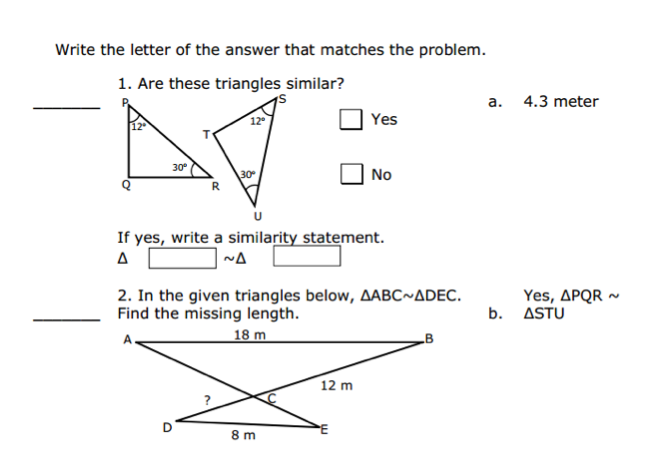 Write the letter of the answer that matches the problem.
1. Are these triangles similar?
a. 4.3 meter
P
S
12°
12°
Yes
T
30°
30°
No
Q
R
U
If yes, write a similarity statement.
Δ ~Δ
2. In the given triangles below, ΔABC~ΔDEC.
Find the missing length.
b. Yes, ΔPQR ~
ΔSTU
18 m
A
B
12 m
?
C
D
E
8 m